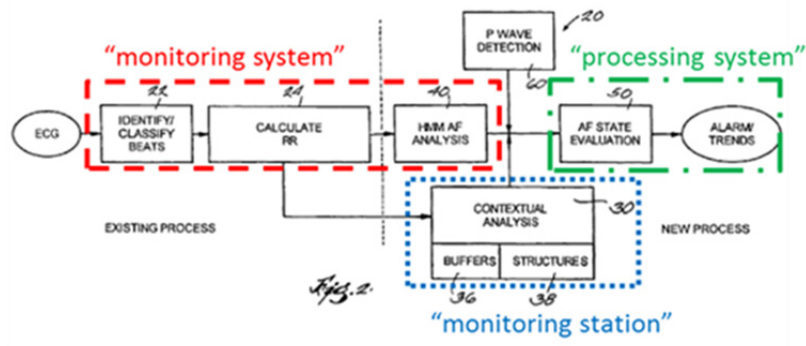 20
P WAVE
DETECTION
60
“monitoring system”
“processing system”
22
24
40
50
ECG
IDENTIFY/
CLASSIFY
BEATS
CALCULATE
RR
HMM AF
ANALYSIS
AF STATE
EVALUATION
ALARM/
TRENDS
EXISTING PROCESS
CONTEXTUAL
ANALYSIS
30
NEW PROCESS
BUFFERS
STRUCTURES
36
38
Fig. 2.
“monitoring station”